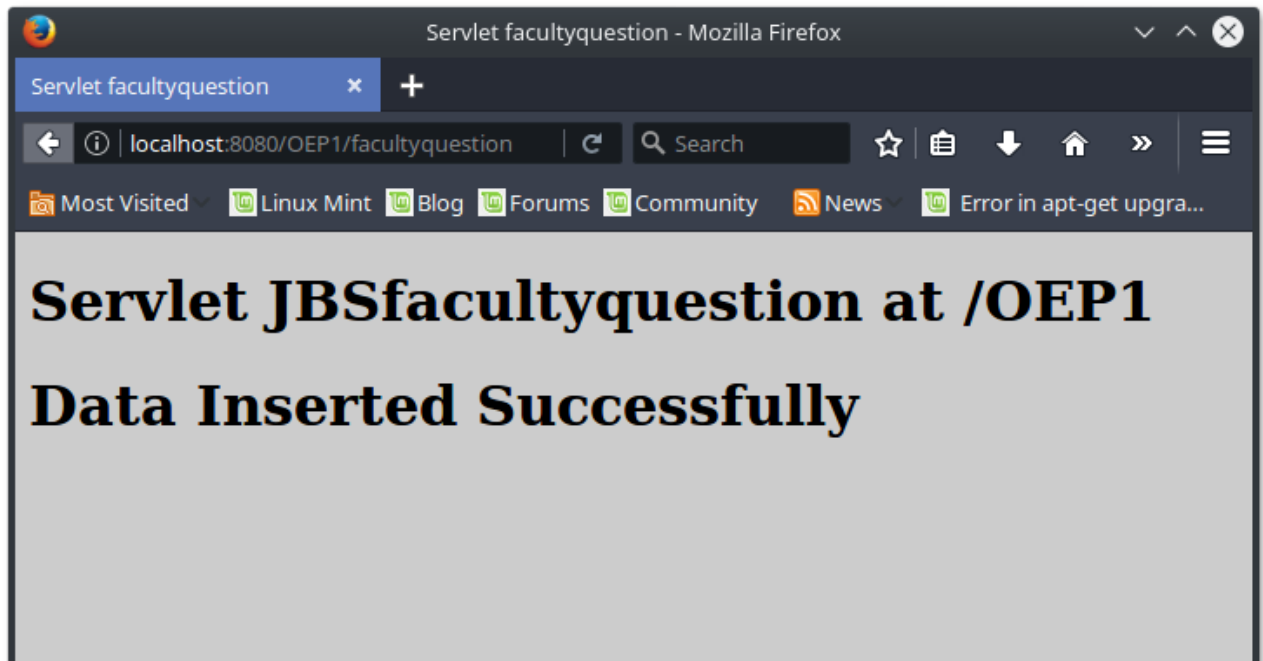 Servlet facultyquestion - Mozilla Firefox
Servlet facultyquestion
localhost:8080/OEP1/facultyquestion Search
Most Visited Linux Mint Blog Forums Community News Error in apt-get upgra...
Servlet JBSfacultyquestion at /OEP1
Data Inserted Successfully